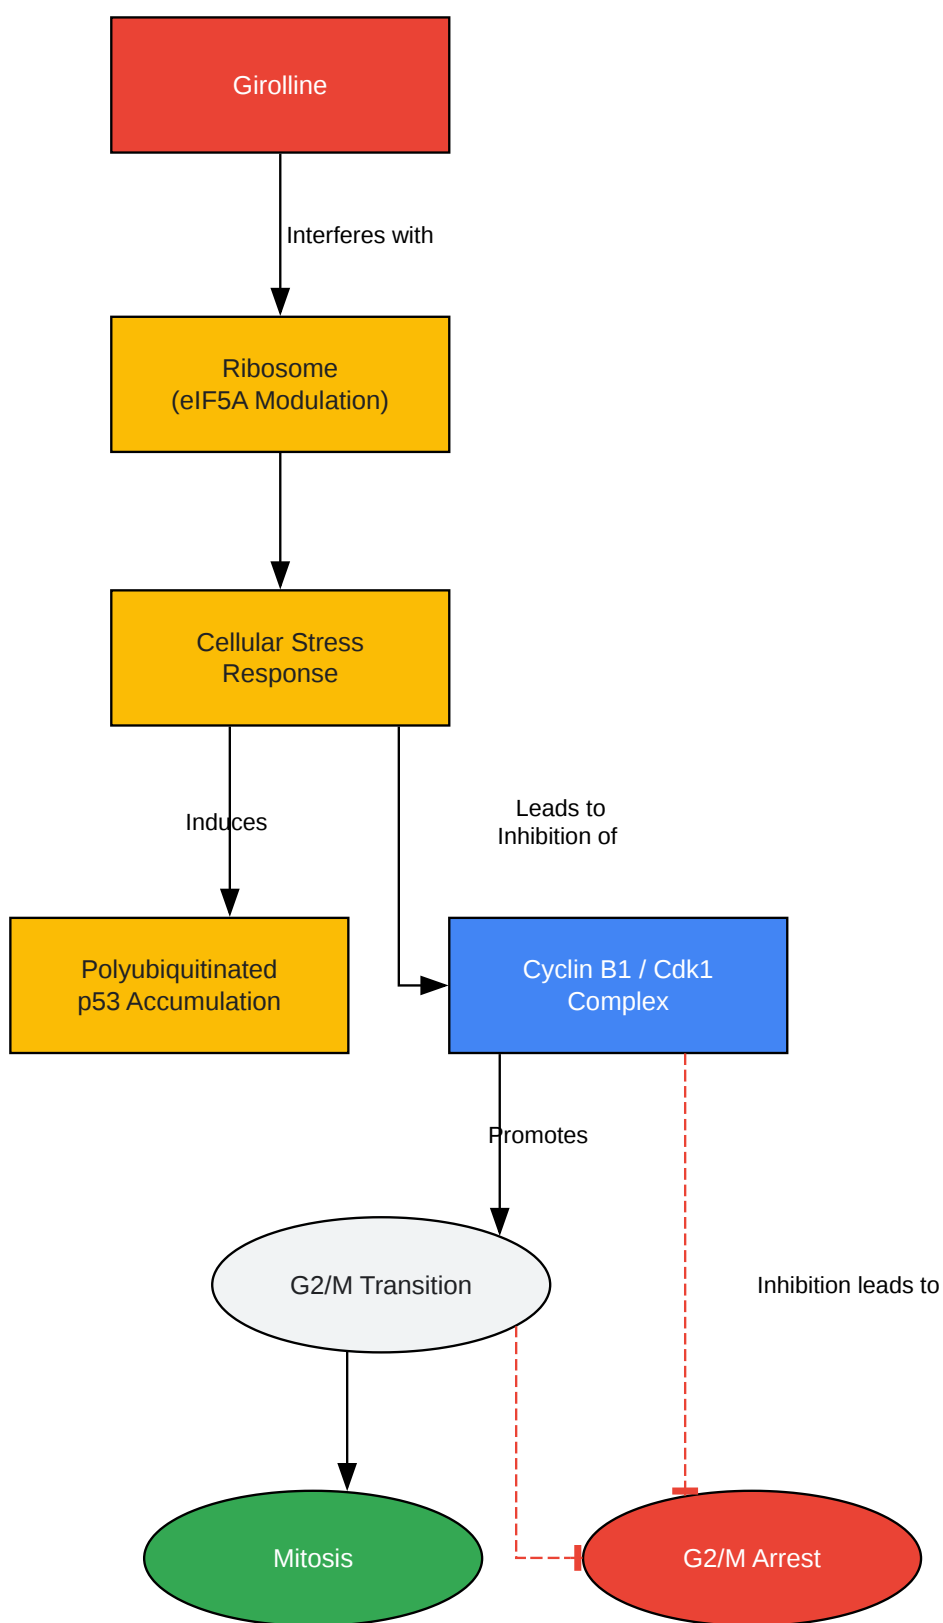 Girolline
Interferes with
Ribosome
(eIF5A Modulation)
Cellular Stress
Response
Induces
Leads to
Inhibition of
Polyubiquitinated
p53 Accumulation
Cyclin B1 / Cdk1
Complex
Promotes
G2/M Transition
Inhibition leads to
Mitosis
G2/M Arrest